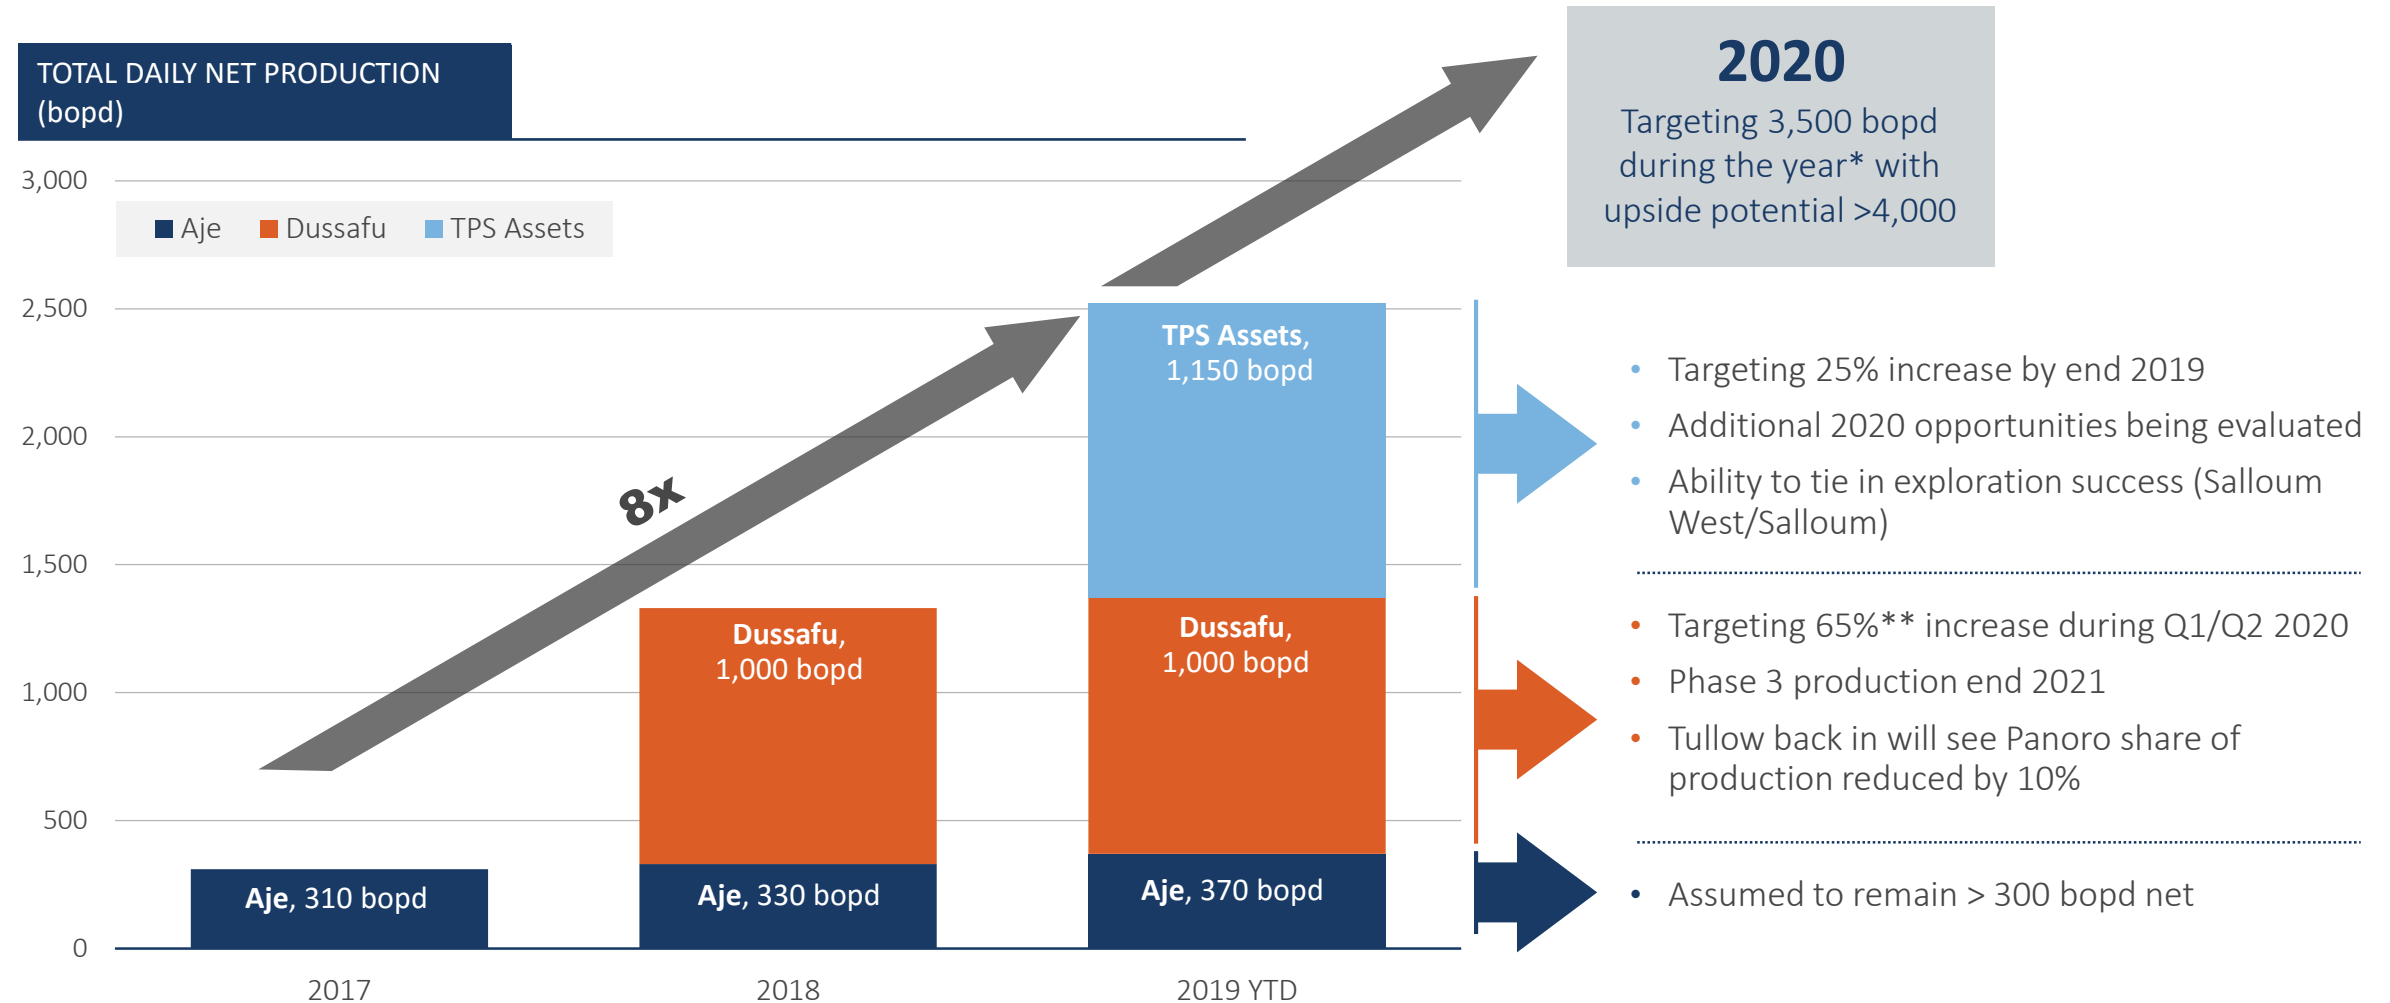 TOTAL DAILY NET PRODUCTION
(bopd)
2020
Targeting 3,500 bopd
during the year* with
upside potential >4,000
3,000
2,500
2,000
1,500
1,000
500
0
Aje
Dussafu
TPS Assets
8x
Aje, 310 bopd
Dussafu,
1,000 bopd
Aje, 330 bopd
TPS Assets,
1,150 bopd
Dussafu,
1,000 bopd
Aje, 370 bopd
2017
2018
2019 YTD
• Targeting 25% increase by end 2019
• Additional 2020 opportunities being evaluated
• Ability to tie in exploration success (Salloum
West/Salloum)
• Targeting 65%** increase during Q1/Q2 2020
• Phase 3 production end 2021
• Tullow back in will see Panoro share of
production reduced by 10%
• Assumed to remain > 300 bopd net